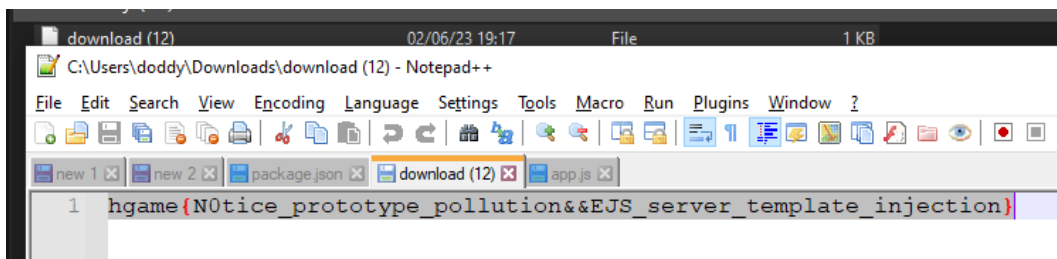 download (12) 02/06/23 19:17 File 1 KB
C:\Users\doddy\Downloads\download (12) - Notepad++
File Edit Search View Encoding Language Settings Tools Macro Run Plugins Window ?
new 1 new 2 package.json download (12) app.js
1 hgame{N0tice_prototype_pollution&&EJS_server_template_injection}